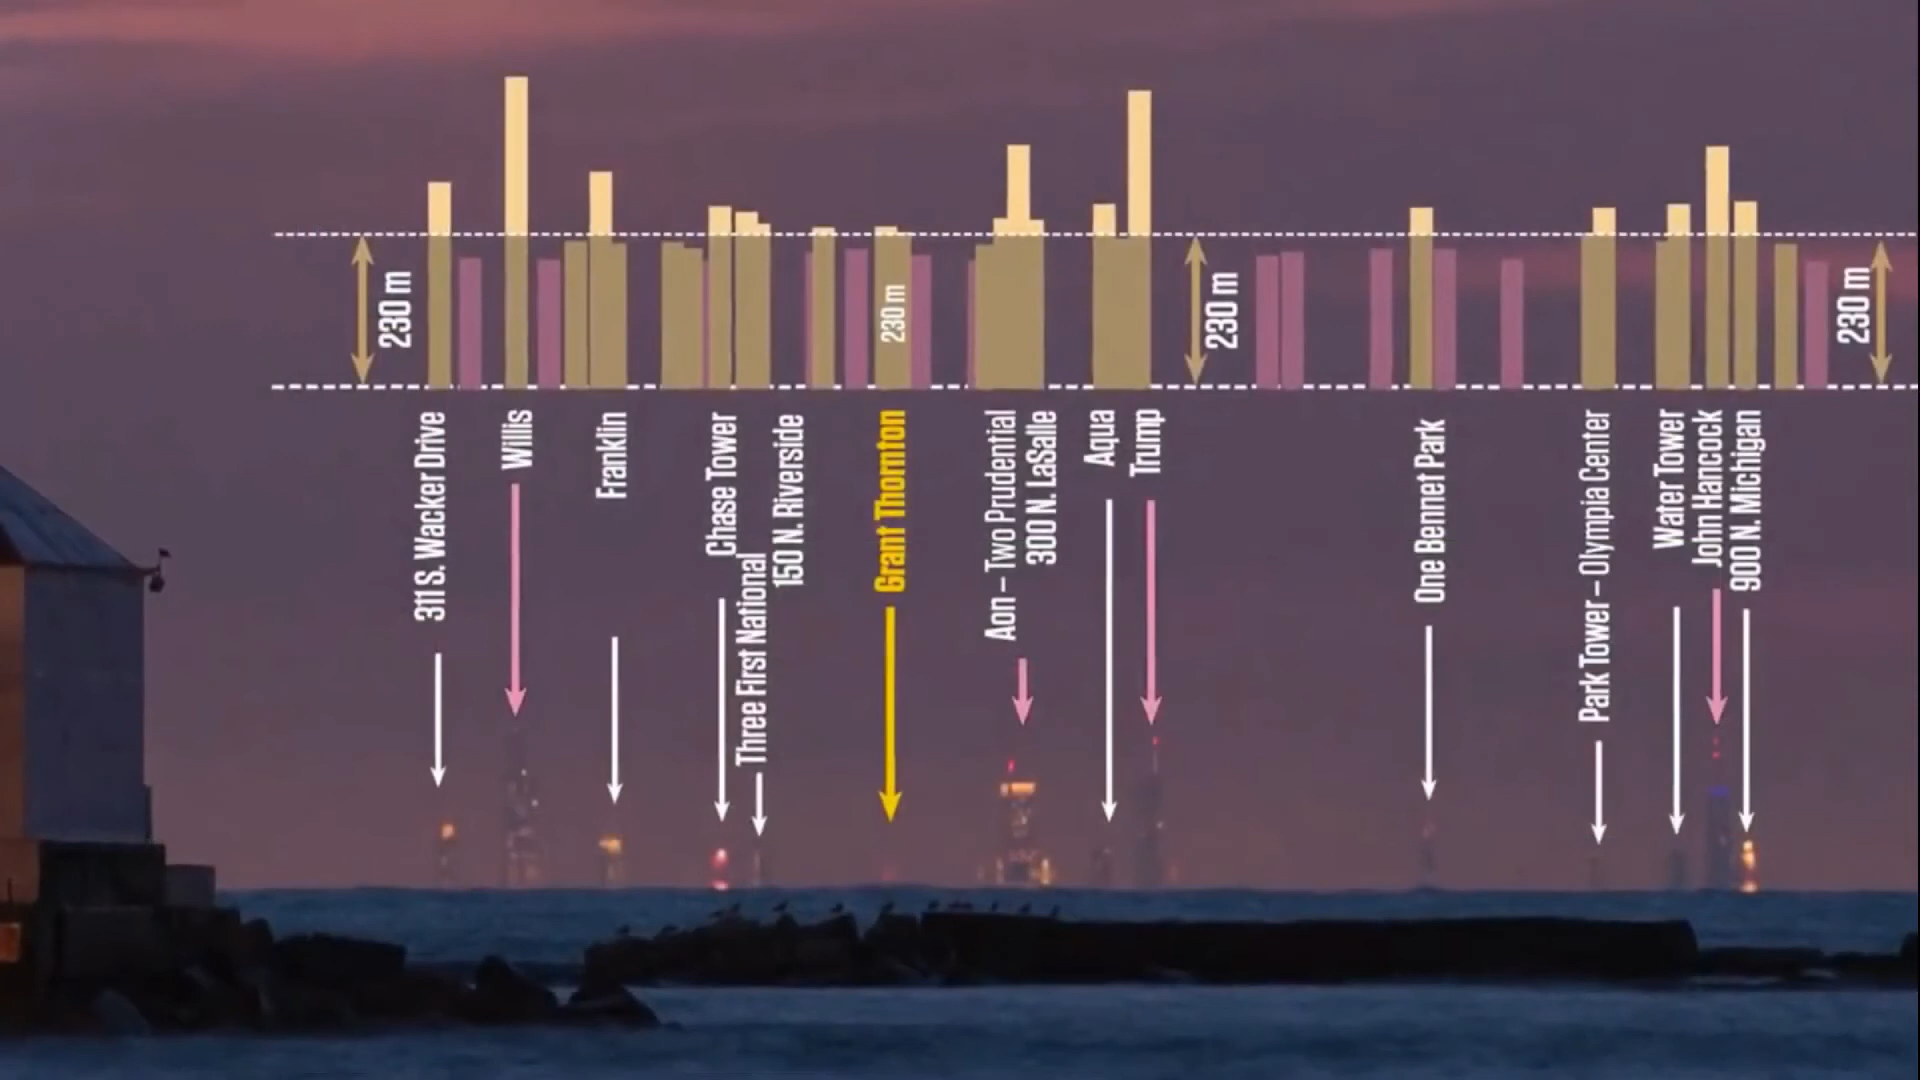 230 m
230 m
230 m
230 m
311 S. Wacker Drive
Willis
Franklin
Chase Tower
Three First National
150 N. Riverside
Grant Thornton
Aon – Two Prudential
300 N. LaSalle
Aqua
Trump
One Bennet Park
Park Tower – Olympia Center
Water Tower
John Hancock
900 N. Michigan